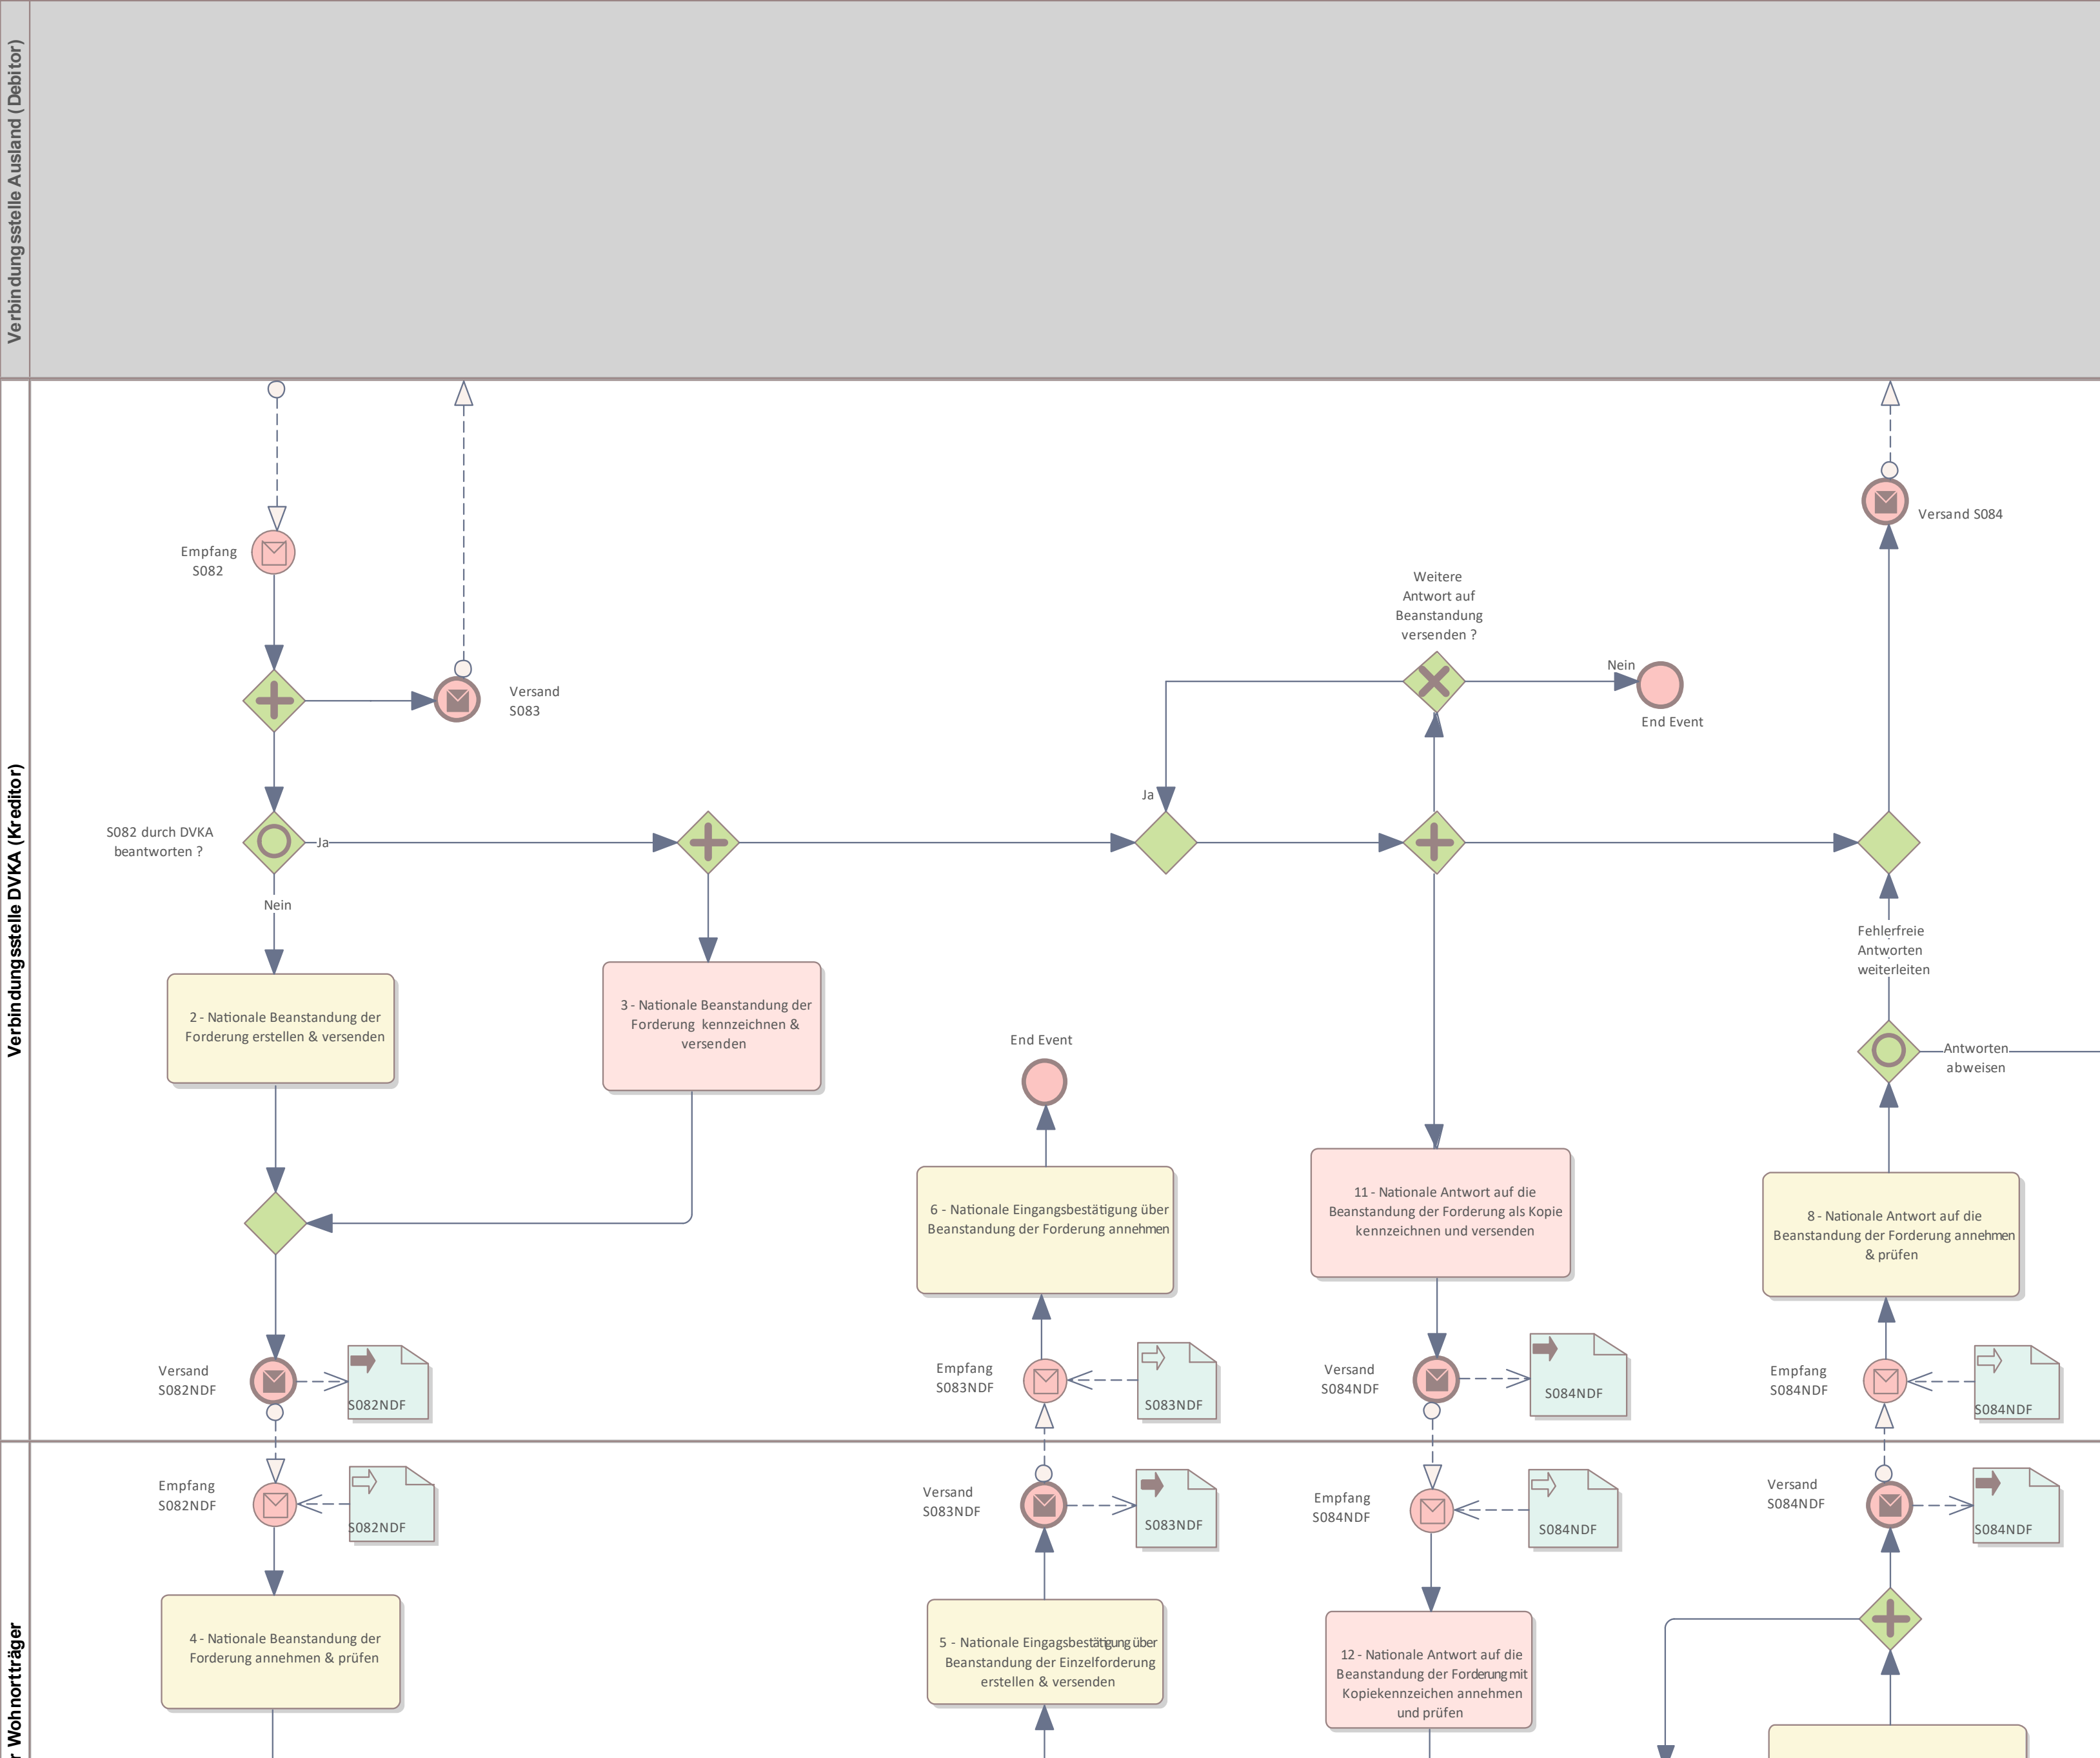 Verbindungsstelle Ausland (Debitor)
Verbindungsstelle DVKA (Kreditor)
Empfang
S082
Versand
S083
S082 durch DVKA
beantworten ?
Ja
Nein
2 - Nationale Beanstandung der
Forderung erstellen & versenden
3 - Nationale Beanstandung der
Forderung kennzeichnen &
versenden
Weitere
Antwort auf
Beanstandung
versenden ?
Nein
End Event
Ja
Versand S084
Fehlerfreie
Antworten
weiterleiten
Antworten
abweisen
End Event
6 - Nationale Eingangsbestätigung über
Beanstandung der Forderung annehmen
11 - Nationale Antwort auf die
Beanstandung der Forderung als Kopie
kennzeichnen und versenden
8 - Nationale Antwort auf die
Beanstandung der Forderung annehmen
& prüfen
Versand
S082NDF
S082NDF
Empfang
S083NDF
S083NDF
Versand
S084NDF
S084NDF
Empfang
S084NDF
S084NDF
r Wohnortträger
Empfang
S082NDF
S082NDF
Versand
S083NDF
S083NDF
Empfang
S084NDF
S084NDF
Versand
S084NDF
S084NDF
4 - Nationale Beanstandung der
Forderung annehmen & prüfen
5 - Nationale Eingagsbestätigung über
Beanstandung der Einzelforderung
erstellen & versenden
12 - Nationale Antwort auf die
Beanstandung der Forderung mit
Kopiekennzeichen annehmen
und prüfen